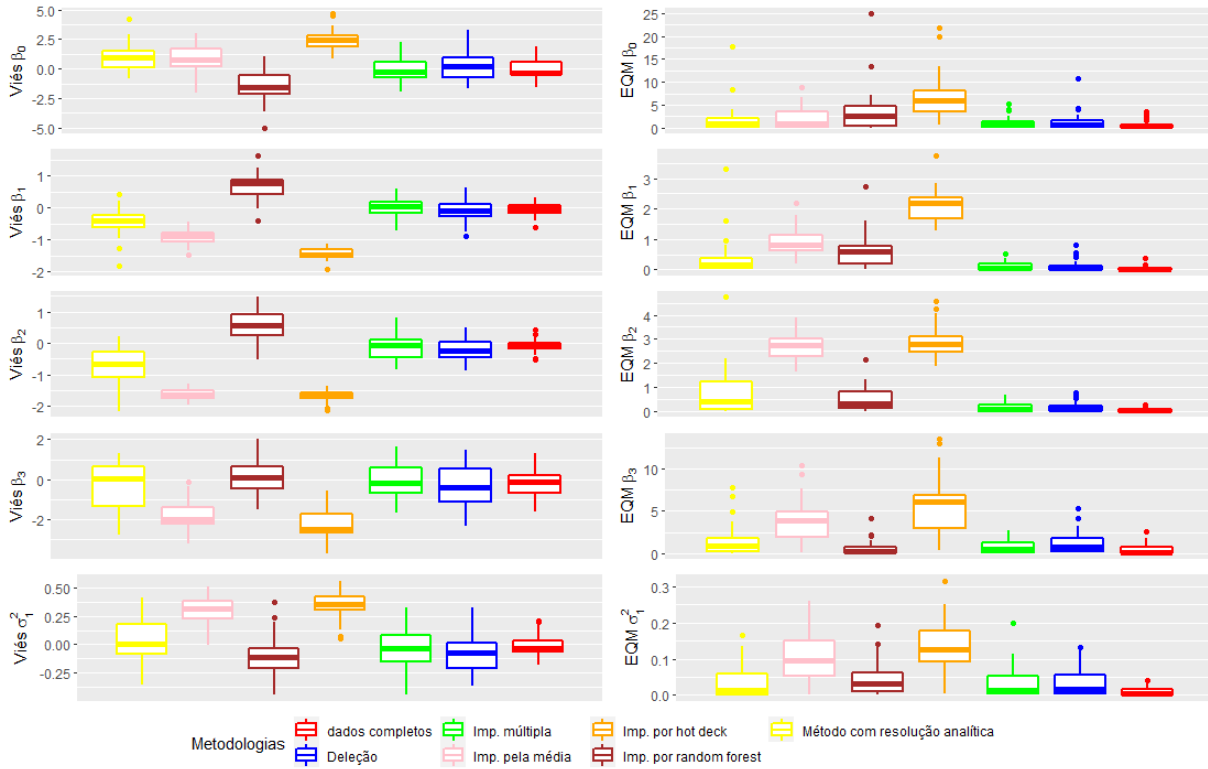 Viés β0
5.0
2.5
0.0
-2.5
-5.0
EQM β0
25
20
15
10
5
0
Viés β1
1
0
-1
-2
EQM β1
3
2
1
0
Viés β2
1
0
-1
-2
EQM β2
4
3
2
1
0
Viés β3
2
0
-2
EQM β3
10
5
0
Viés σ²1
0.50
0.25
0.00
-0.25
EQM σ²1
0.3
0.2
0.1
0.0
Metodologias
dados completos
Deleção
Imp. múltipla
Imp. pela média
Imp. por hot deck
Imp. por random forest
Método com resolução analítica